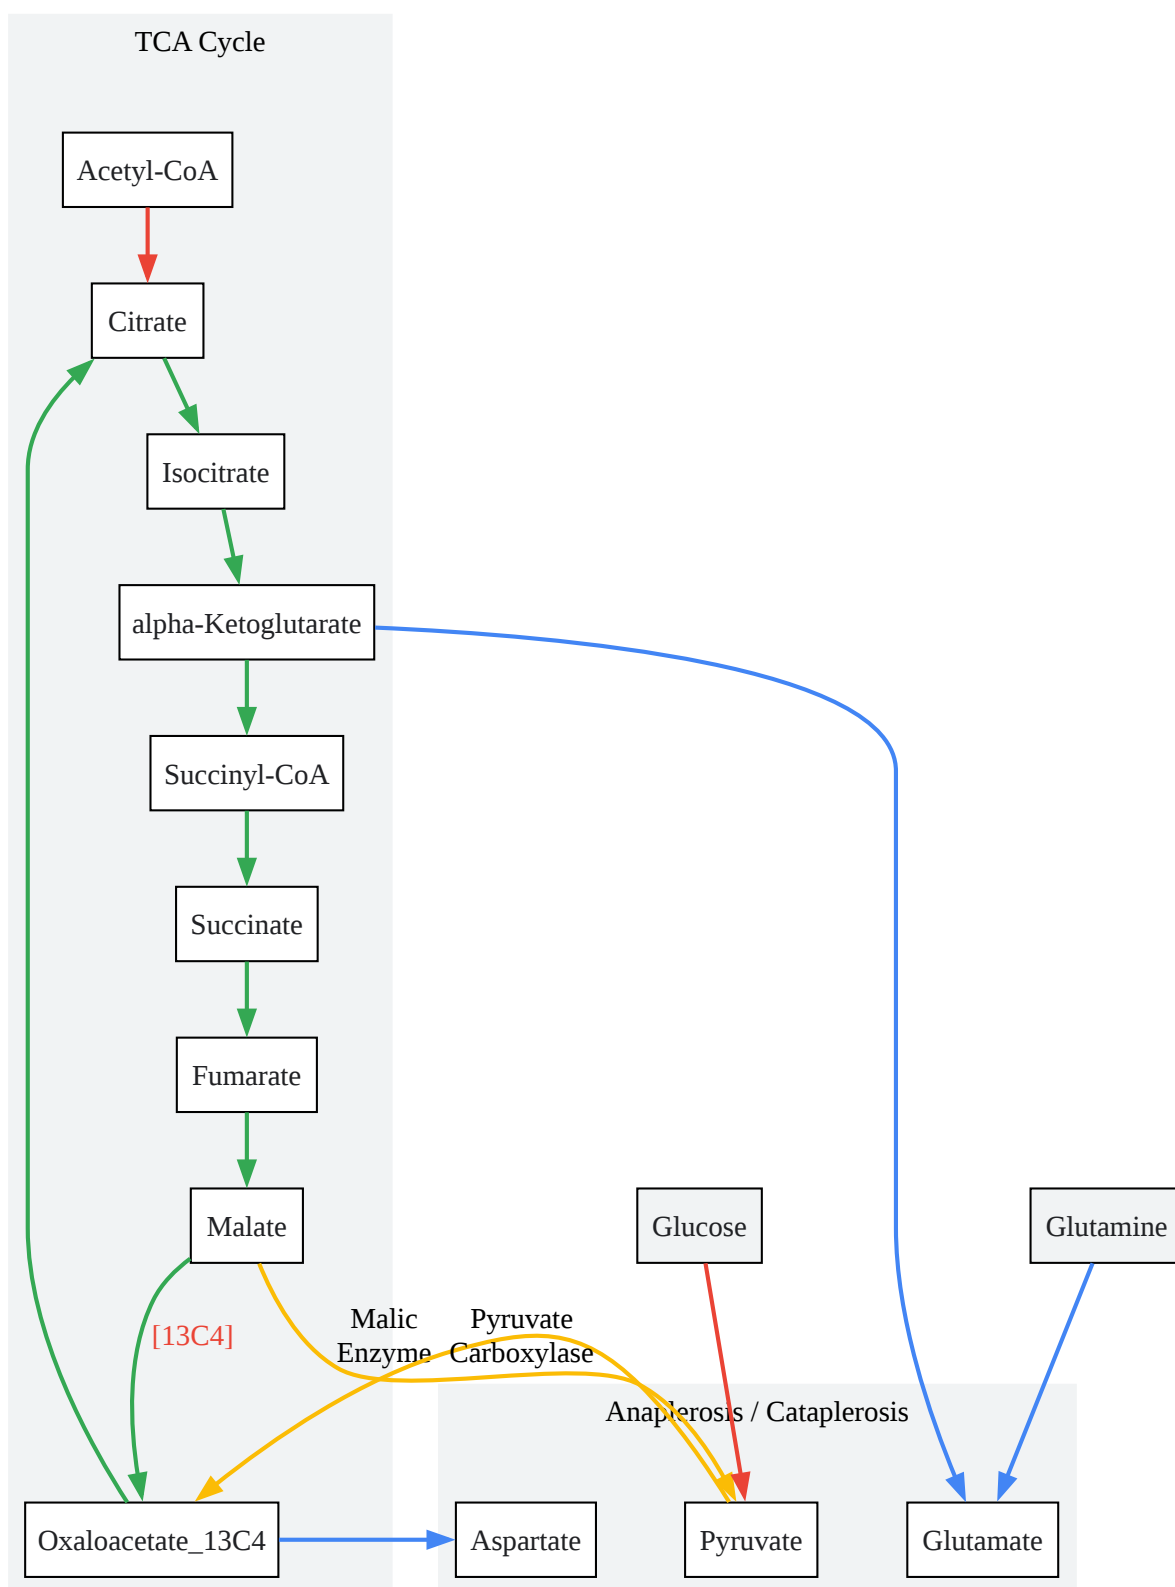 TCA Cycle
Acetyl-CoA
Citrate
Isocitrate
alpha-Ketoglutarate
Succinyl-CoA
Succinate
Fumarate
Malate
Glucose
Glutamine
[13C4]
Malic
Enzyme
Pyruvate
Carboxylase
Anaplerosis / Cataplerosis
Oxaloacetate_13C4
Aspartate
Pyruvate
Glutamate